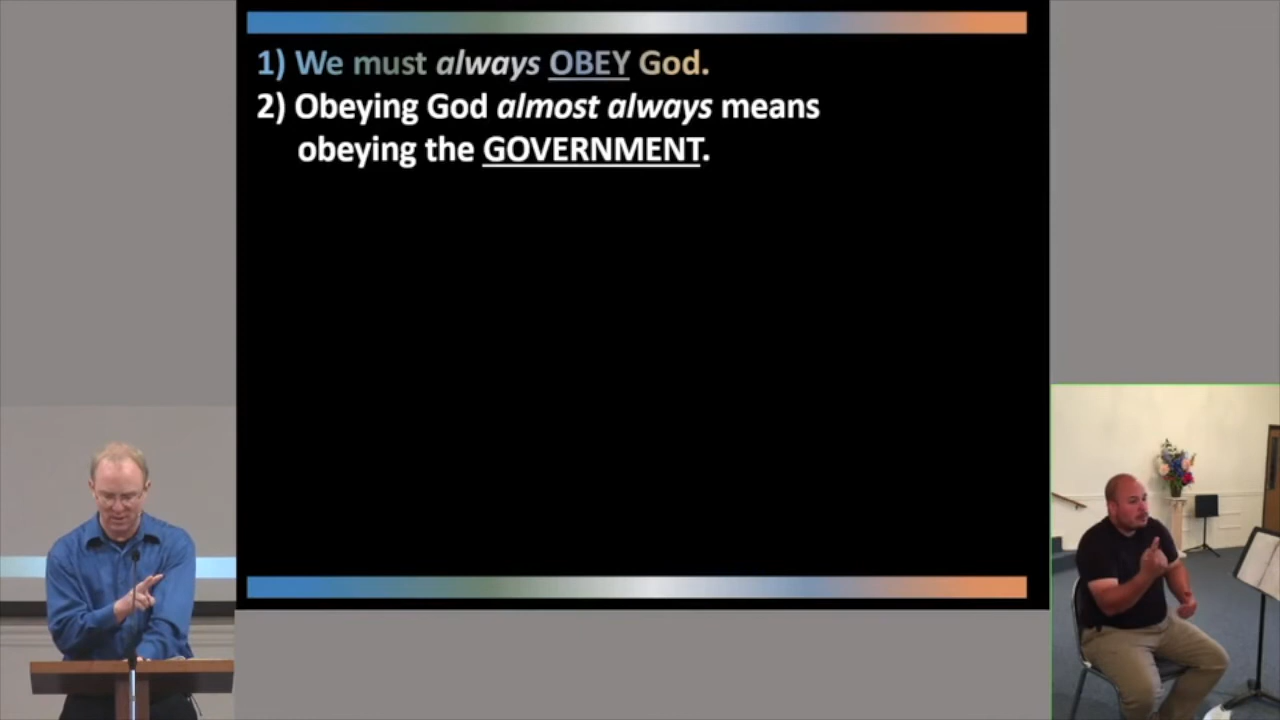 1) We must always OBEY God.
2) Obeying God almost always means
obeying the GOVERNMENT.